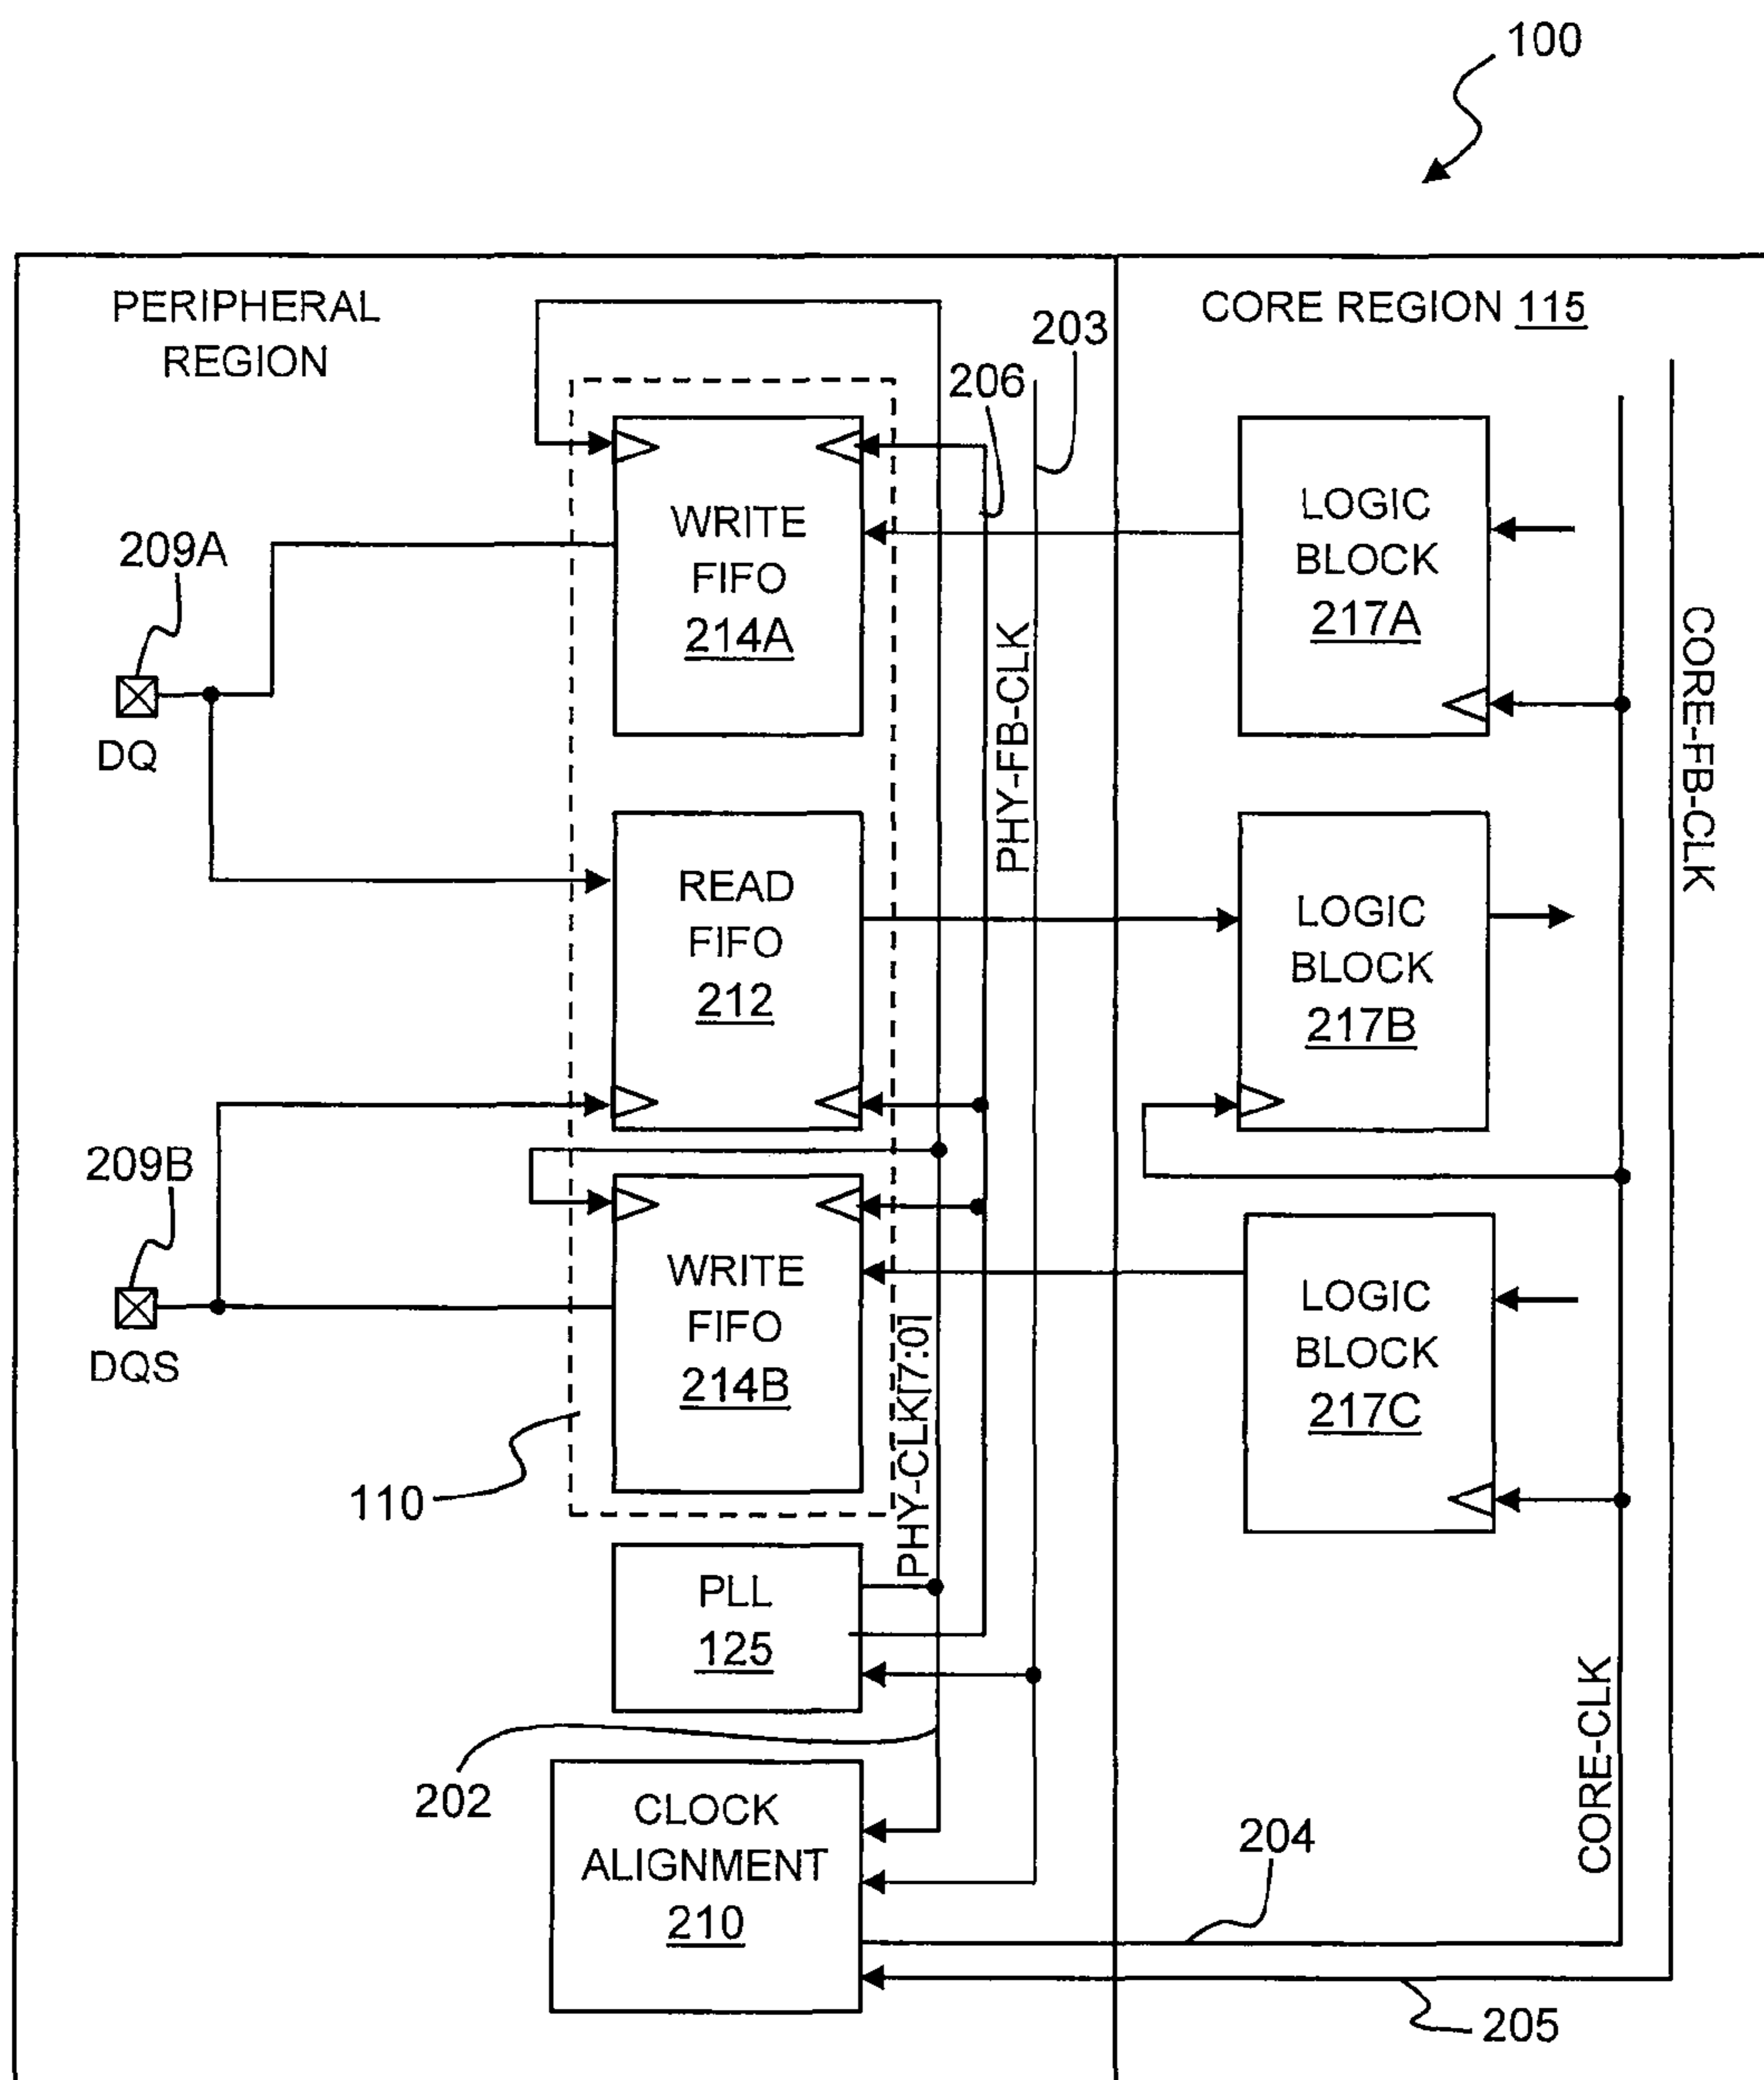 100
PERIPHERAL
REGION
CORE REGION 115
203
206
WRITE
FIFO
214A
LOGIC
BLOCK
217A
209A
DQ
PHY-FB-CLK
CORE-FB-CLK
READ
FIFO
212
LOGIC
BLOCK
217B
209B
DQS
WRITE
FIFO
214B
PHY-CLK[7:0]
LOGIC
BLOCK
217C
110
PLL
125
CORE-CLK
202
CLOCK
ALIGNMENT
210
204
205